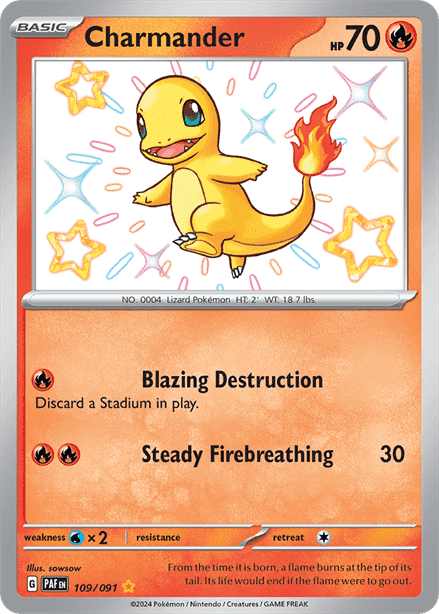 BASIC Charmander HP 70
NO. 0004 Lizard Pokémon HT: 2' WT: 18.7 lbs.
Blazing Destruction
Discard a Stadium in play.
Steady Firebreathing 30
weakness ×2 resistance retreat
Illus. sowsow
G PAF EN 109/091
From the time it is born, a flame burns at the tip of its
tail. Its life would end if the flame were to go out.
©2024 Pokémon / Nintendo / Creatures / GAME FREAK